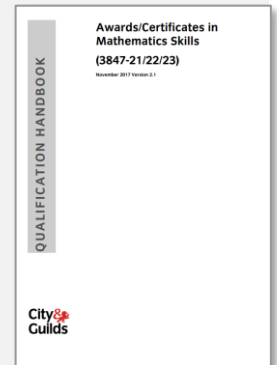 Awards/Certificates in
Mathematics Skills
(3847-21/22/23)
November 2017 Version 2.1
QUALIFICATION HANDBOOK
City&
Guilds